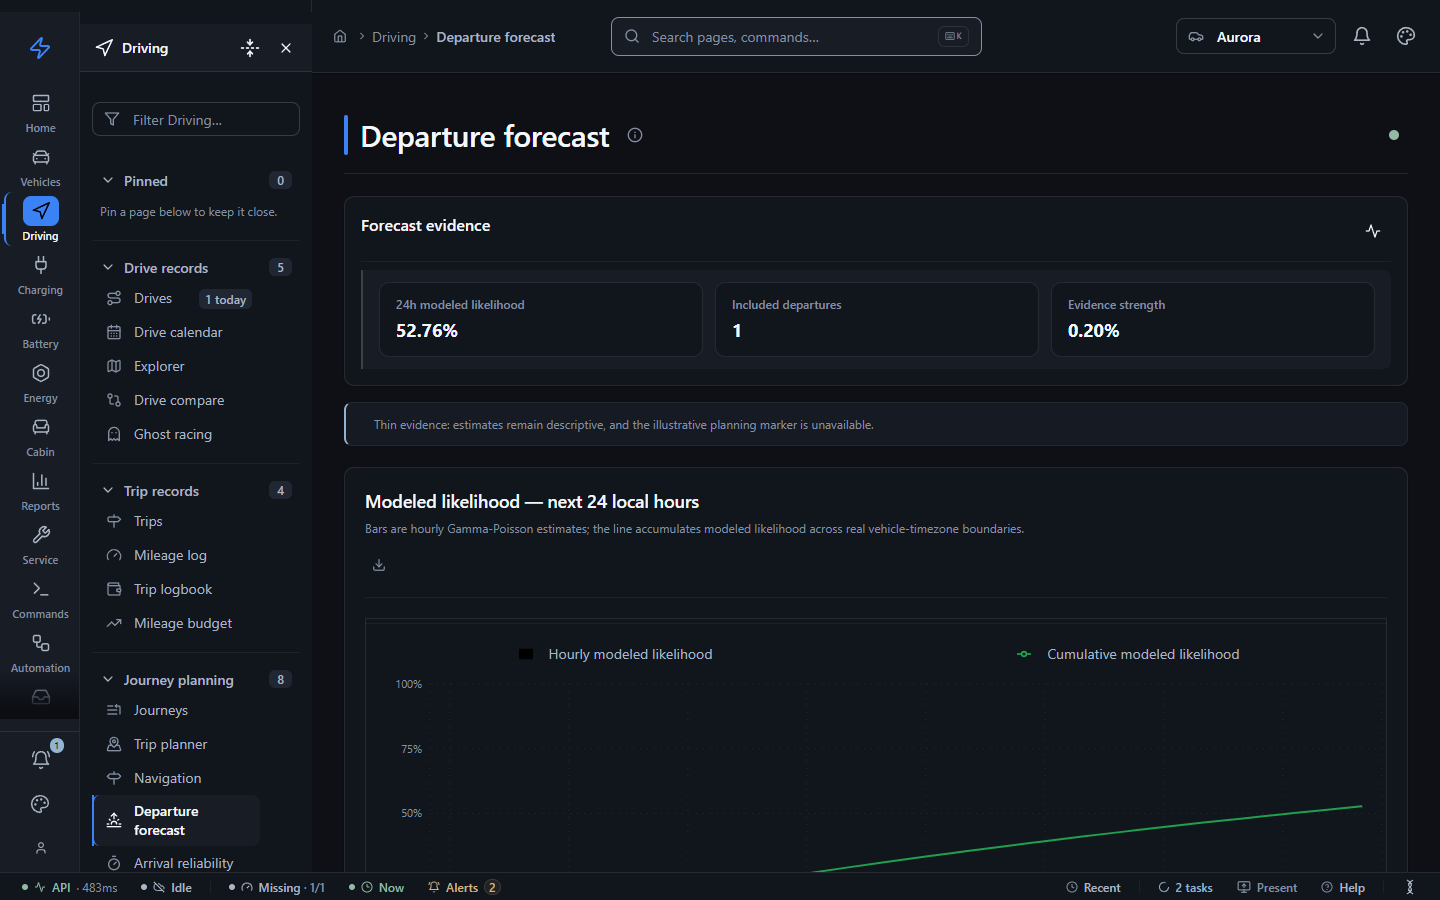 Driving
Driving
Departure forecast
Search pages, commands...
K
Aurora
Home
Vehicles
Driving
Charging
Battery
Energy
Cabin
Reports
Service
Commands
Automation
1
Filter Driving...
Pinned
0
Pin a page below to keep it close.
Drive records
5
Drives
1 today
Drive calendar
Explorer
Drive compare
Ghost racing
Trip records
4
Trips
Mileage log
Trip logbook
Mileage budget
Journey planning
8
Journeys
Trip planner
Navigation
Departure
forecast
Arrival reliability
Departure forecast
Forecast evidence
24h modeled likelihood
52.76%
Included departures
1
Evidence strength
0.20%
Thin evidence: estimates remain descriptive, and the illustrative planning marker is unavailable.
Modeled likelihood — next 24 local hours
Bars are hourly Gamma-Poisson estimates; the line accumulates modeled likelihood across real vehicle-timezone boundaries.
Hourly modeled likelihood
Cumulative modeled likelihood
100%
75%
50%
API · 483ms
Idle
Missing · 1/1
Now
Alerts 2
Recent
2 tasks
Present
Help